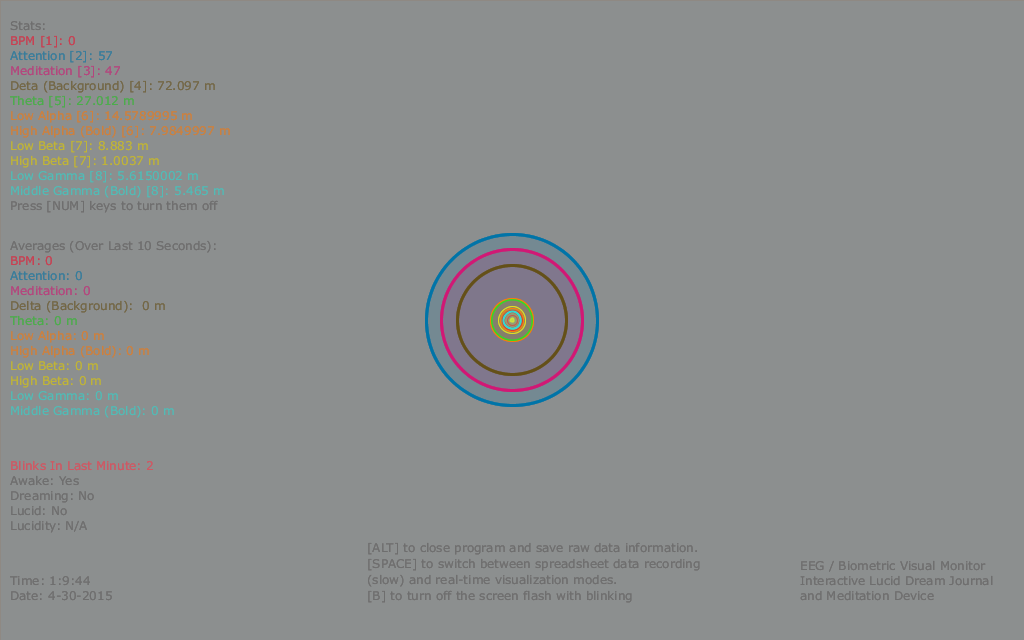 Stats:
BPM [1]: 0
Attention [2]: 57
Meditation [3]: 47
Deta (Background) [4]: 72.097 m
Theta [5]: 27.012 m
Low Alpha [6]:
High Alpha (Bold) [6]: m
Low Beta [7]: 8.883 m
High Beta [7]: 1.0037 m
Low Gamma [8]: 5.6150002 m
Middle Gamma (Bold) [8]: 5.465 m
Press [NUM] keys to turn them off
Averages (Over Last 10 Seconds):
BPM: 0
Attention: 0
Meditation: 0
Delta (Background):  0 m
Theta: 0 m
Low Alpha: 0 m
High Alpha (Bold): 0 m
Low Beta: 0 m
High Beta: 0 m
Low Gamma: 0 m
Middle Gamma (Bold): 0 m
Blinks In Last Minute: 2
Awake: Yes
Dreaming: No
Lucid: No
Lucidity: N/A
Time: 1:9:44
Date: 4-30-2015
[ALT] to close program and save raw data information.
[SPACE] to switch between spreadsheet data recording
(slow) and real-time visualization modes.
[B] to turn off the screen flash with blinking
EEG / Biometric Visual Monitor
Interactive Lucid Dream Journal
and Meditation Device